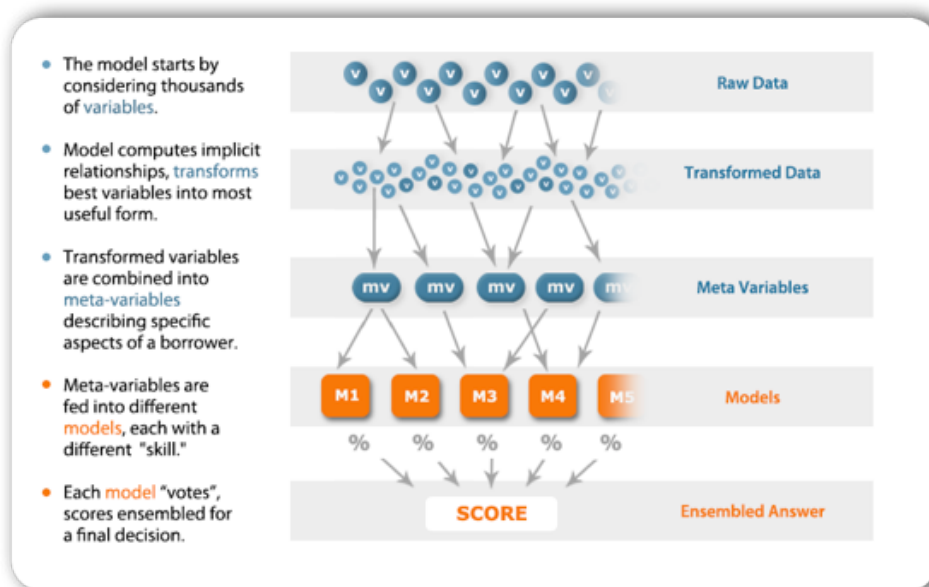 The model starts by
considering thousands
of variables.
Model computes implicit
relationships, transforms
best variables into most
useful form.
Transformed variables
are combined into
meta-variables
describing specific
aspects of a borrower.
Meta-variables are
fed into different
models, each with a
different "skill."
Each model “votes”,
scores ensembled for
a final decision.
v v v v v v v v v v v v
Raw Data
v v v v v v v v v v v v v v v v v v v v v v v v
Transformed Data
mv mv mv mv mv
Meta Variables
M1 M2 M3 M4 M5
Models
% % % % %
SCORE
Ensembled Answer